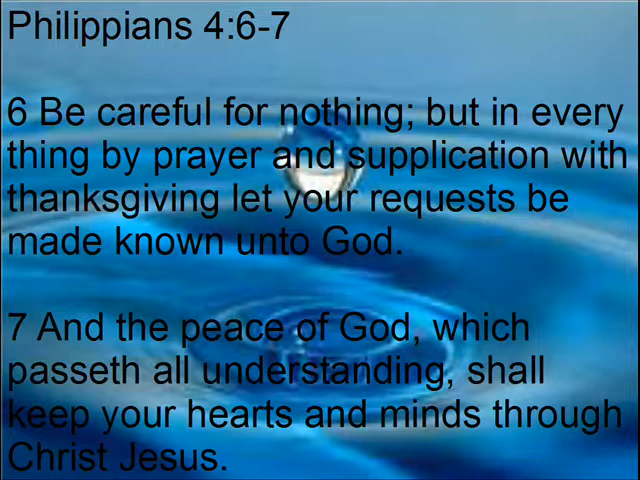 Philippians 4:6-7
6 Be careful for nothing; but in every
thing by prayer and supplication with
thanksgiving let your requests be
made known unto God.
7 And the peace of God, which
passeth all understanding, shall
keep your hearts and minds through
Christ Jesus.